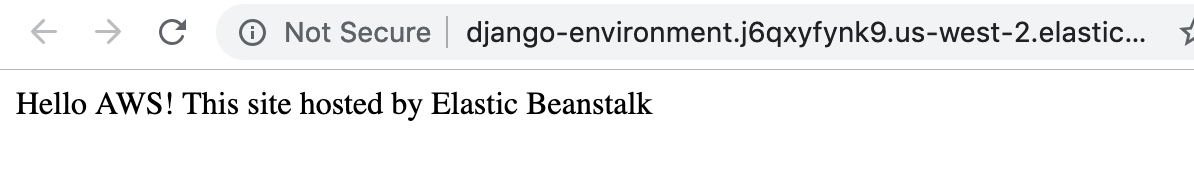 Not Secure django-environment.j6qxyfynk9.us-west-2.elastic...
Hello AWS! This site hosted by Elastic Beanstalk